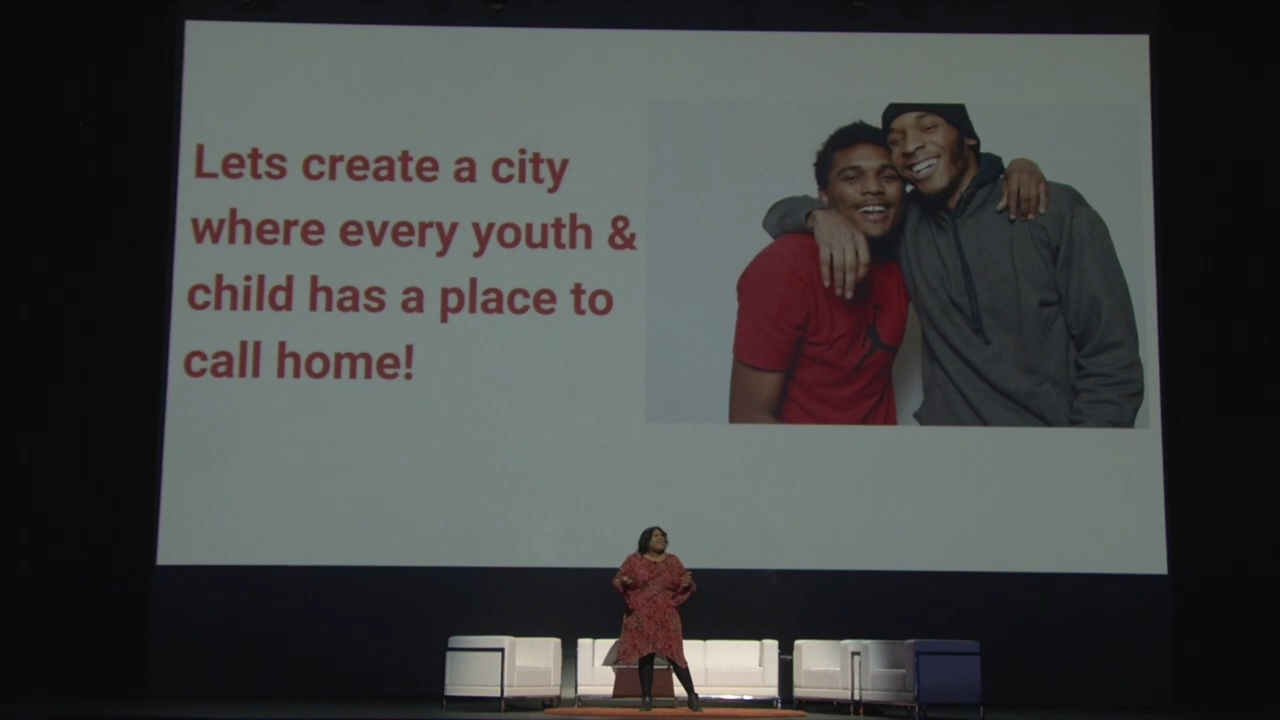 Lets create a city
where every youth &
child has a place to
call home!